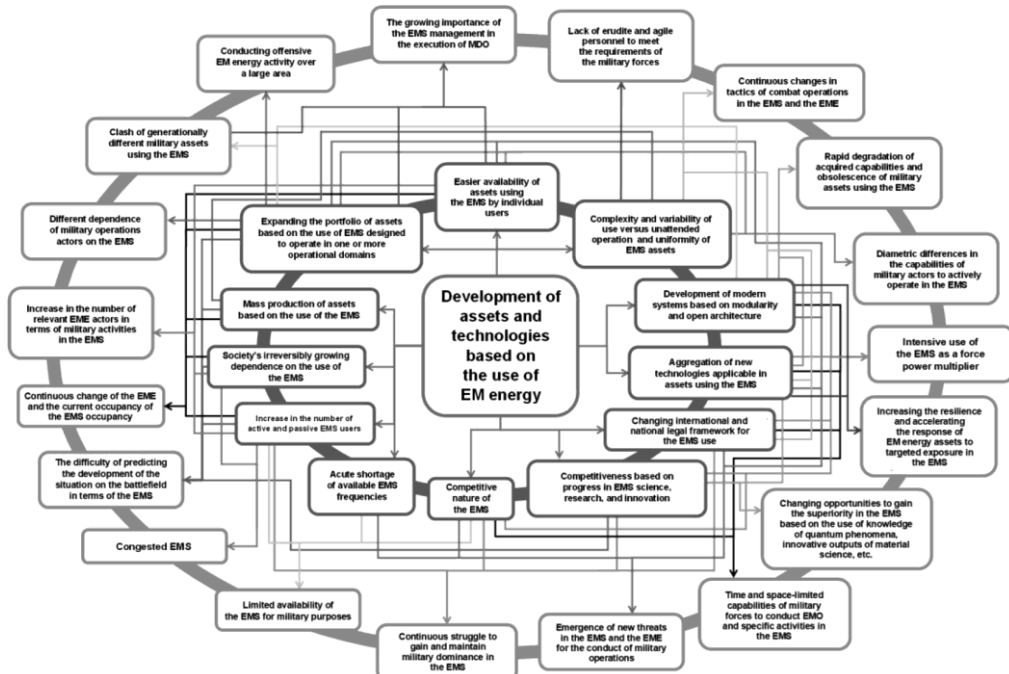 The growing importance of
the EMS management in
the execution of MDO
Lack of erudite and agile
personnel to meet
the requirements of
the military forces
Conducting offensive
EM energy activity over
a large area
Continuous changes in
tactics of combat operations
in the EMS and the EME
Clash of generationally
different military assets
using the EMS
Rapid degradation of
acquired capabilities and
obsolescence of military
assets using the EMS
Different dependence
of military operations
actors on the EMS
Diametric differences in
the capabilities of
military actors to actively
operate in the EMS
Increase in the number of
relevant EME actors in
terms of military activities
in the EMS
Intensive use of
the EMS as a force
power multiplier
Continuous change of the EME
and the current occupancy of
the EMS occupancy
Increasing the resilience and
accelerating the response of
EM energy assets to
targeted exposure in
the EMS
The difficulty of predicting
the development of the
situation on the battlefield
in terms of the EMS
Changing opportunities to gain
the superiority in the EMS
based on the use of knowledge
of quantum phenomena,
innovative outputs of material
science, etc.
Congested EMS
Time and space-limited
capabilities of military
forces to conduct EMO
and specific activities in
the EMS
Limited availability of
the EMS for military purposes
Continuous struggle to
gain and maintain
military dominance in
the EMS
Emergence of new threats
in the EMS and the EME
for the conduct of military
operations
Easier availability of
assets using
the EMS by individual
users
Expanding the portfolio of assets
based on the use of EMS designed
to operate in one or more
operational domains
Complexity and variability of
use versus unattended
operation and uniformity of
EMS assets
Mass production of assets
based on the use of the EMS
Development of modern
systems based on modularity
and open architecture
Society's irreversibly growing
dependence on the use of
the EMS
Aggregation of new
technologies applicable in
assets using the EMS
Increase in the number of
active and passive EMS users
Changing international and
national legal framework for
the EMS use
Acute shortage
of available EMS
frequencies
Competitive nature
of the EMS
Competitiveness based on
progress in EMS science,
research, and innovation
Development of
assets and
technologies
based on
the use of
EM energy